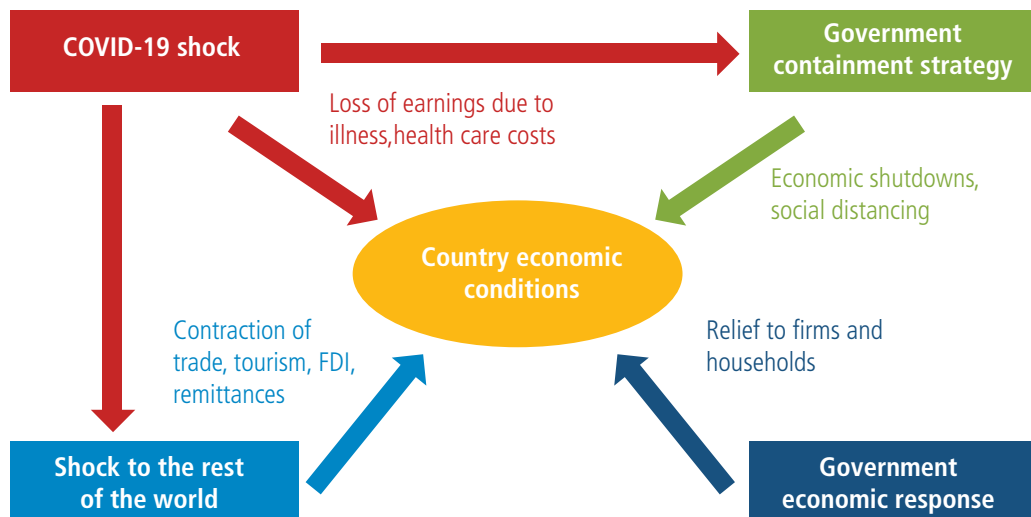 COVID-19 shock
Government
containment strategy
Loss of earnings due to
illness,health care costs
Economic shutdowns,
social distancing
Country economic
conditions
Contraction of
trade, tourism, FDI,
remittances
Relief to firms and
households
Shock to the rest
of the world
Government
economic response